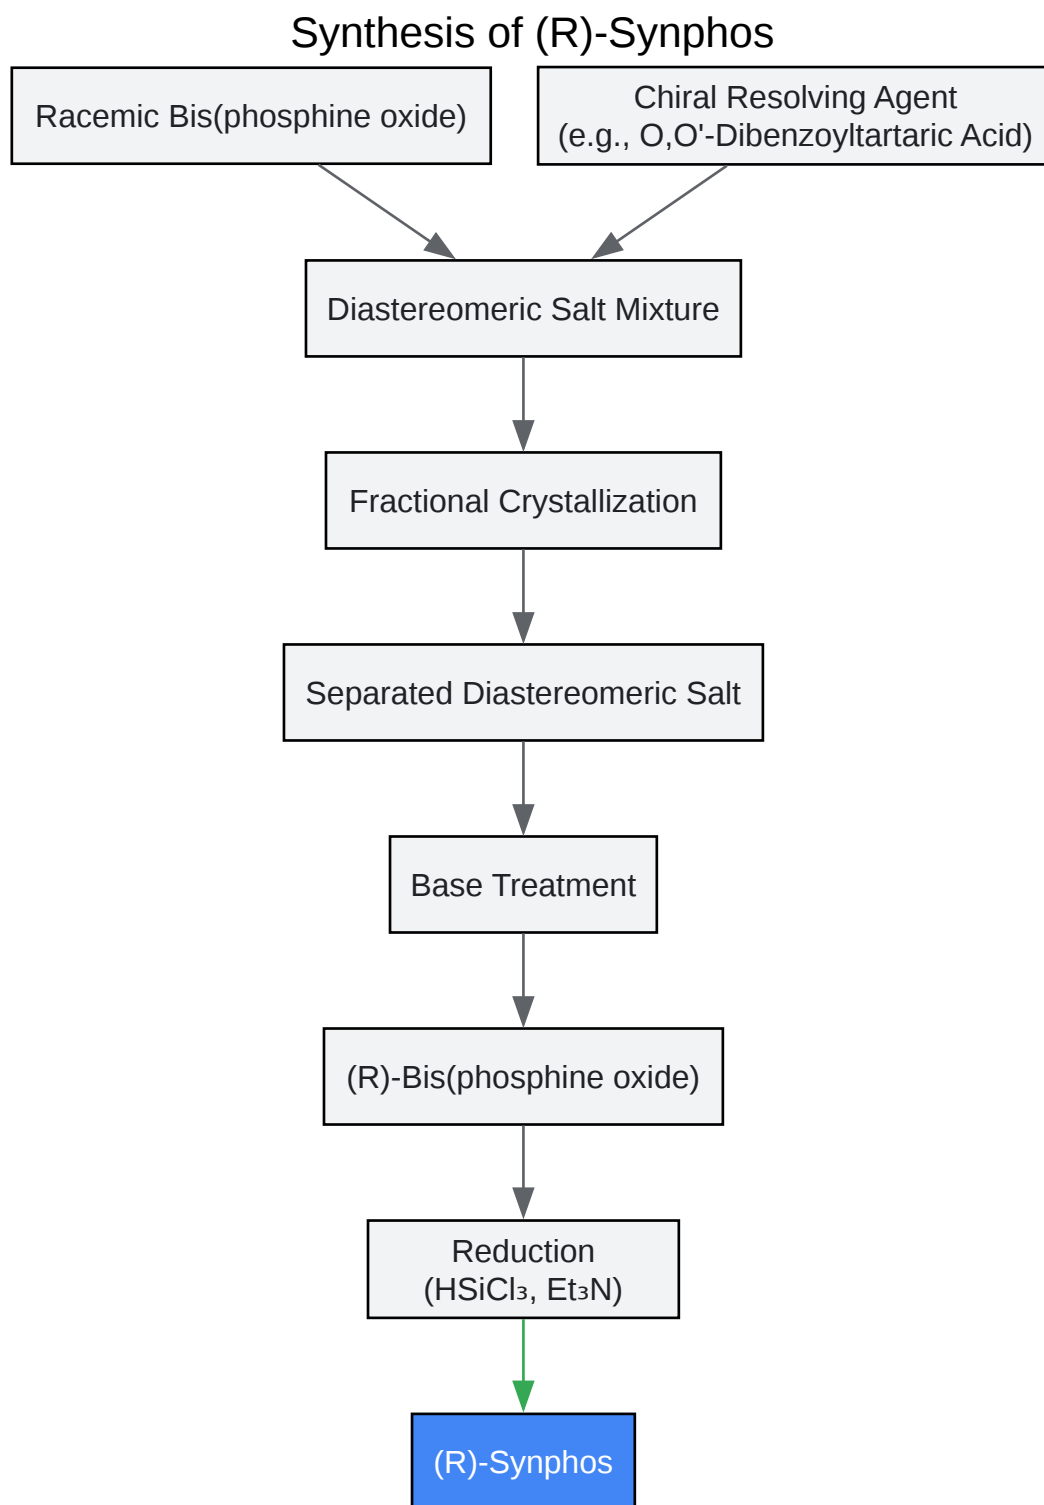 Synthesis of (R)-Synphos
Racemic Bis(phosphine oxide)
Chiral Resolving Agent
(e.g., O,O'-Dibenzoyltartaric Acid)
Diastereomeric Salt Mixture
Fractional Crystallization
Separated Diastereomeric Salt
Base Treatment
(R)-Bis(phosphine oxide)
Reduction
(HSiCl₃, Et₃N)
(R)-Synphos